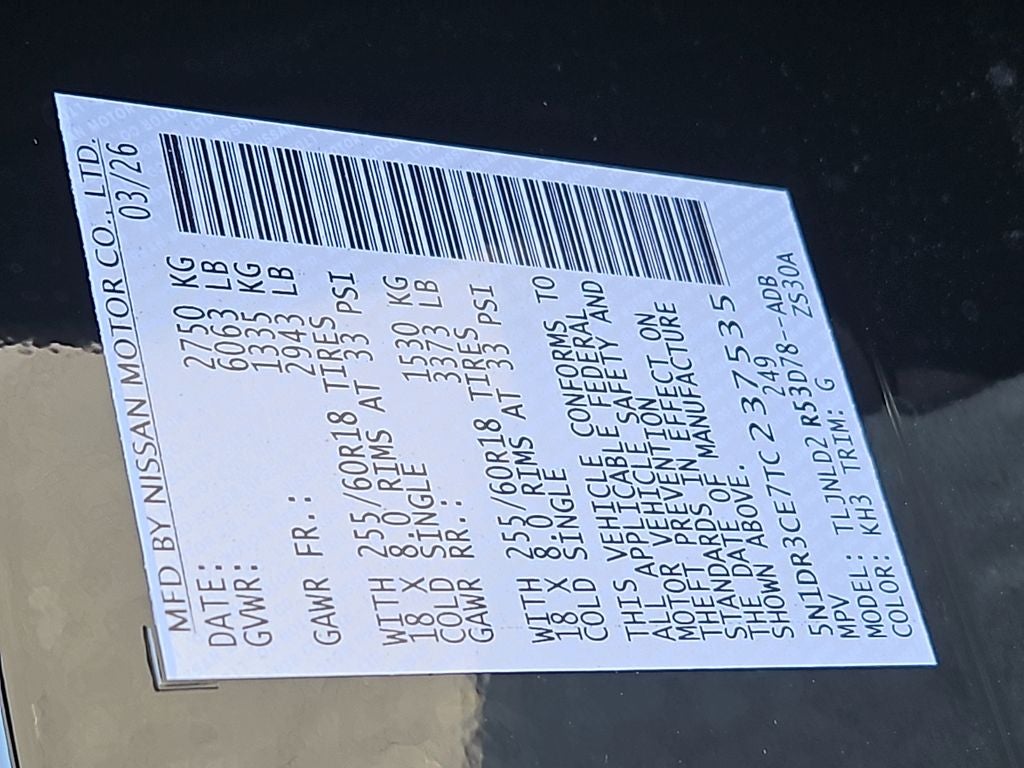 MFD BY NISSAN MOTOR CO., LTD.
DATE: 03/26
GVWR: 2750 KG
6063 LB
GAWR FR.: 1335 KG
2943 LB
WITH 255/60R18 TIRES
18 X 8.0 RIMS AT 33 PSI
COLD SINGLE
GAWR RR.: 1530 KG
3373 LB
WITH 255/60R18 TIRES
18 X 8.0 RIMS AT 33 PSI
COLD SINGLE
THIS VEHICLE CONFORMS TO
ALL APPLICABLE FEDERAL
MOTOR VEHICLE SAFETY AND
THEFT PREVENTION
STANDARDS IN EFFECT ON
THE DATE OF MANUFACTURE
SHOWN ABOVE.
5N1DR3CE7TC237535
MPV 249
MODEL: TLJNLD2 R53D78--ADB
COLOR: KH3 TRIM: G ZS30A